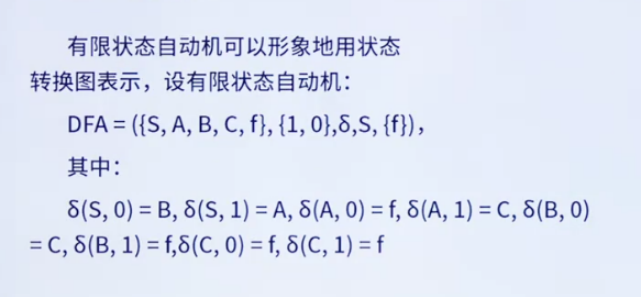 有限状态自动机可以形象地用状态
转换图表示，设有限状态自动机：
DFA = ({S, A, B, C, f}, {1, 0},δ,S, {f})，
其中：
δ(S, 0) = B, δ(S, 1) = A, δ(A, 0) = f, δ(A, 1) = C, δ(B, 0)
= C, δ(B, 1) = f,δ(C, 0) = f, δ(C, 1) = f